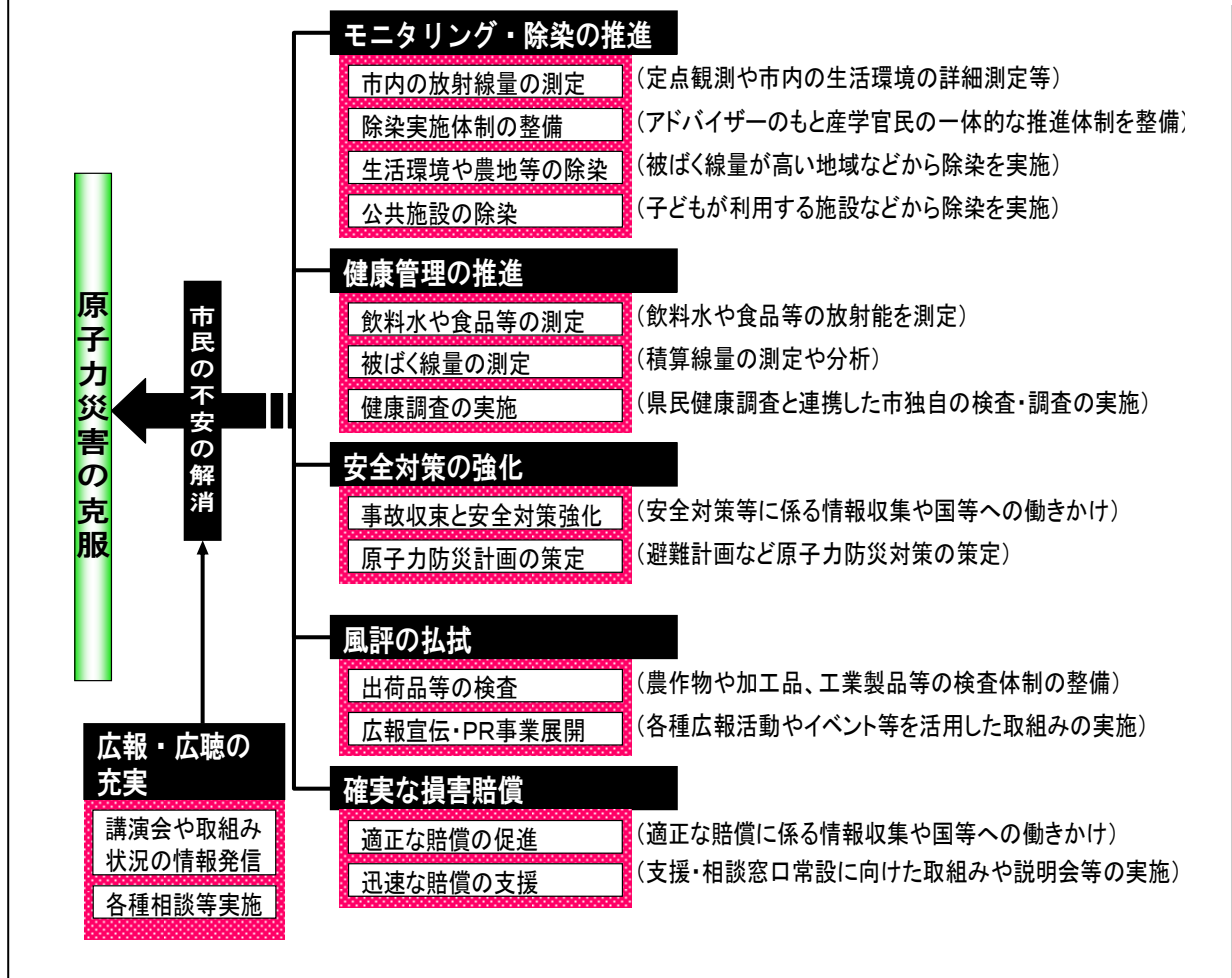 原子力災害の克服
市民の不安の解消
モニタリング・除染の推進
市内の放射線量の測定 (定点観測や市内の生活環境の詳細測定等)
除染実施体制の整備 (アドバイザーのもと産学官民の一体的な推進体制を整備)
生活環境や農地等の除染 (被ばく線量が高い地域などから除染を実施)
公共施設の除染 (子どもが利用する施設などから除染を実施)
健康管理の推進
飲料水や食品等の測定 (飲料水や食品等の放射能を測定)
被ばく線量の測定 (積算線量の測定や分析)
健康調査の実施 (県民健康調査と連携した市独自の検査・調査の実施)
安全対策の強化
事故収束と安全対策強化 (安全対策等に係る情報収集や国等への働きかけ)
原子力防災計画の策定 (避難計画など原子力防災対策の策定)
風評の払拭
出荷品等の検査 (農作物や加工品、工業製品等の検査体制の整備)
広報宣伝・PR事業展開 (各種広報活動やイベント等を活用した取組みの実施)
確実な損害賠償
適正な賠償の促進 (適正な賠償に係る情報収集や国等への働きかけ)
迅速な賠償の支援 (支援・相談窓口常設に向けた取組みや説明会等の実施)
広報・広聴の
充実
講演会や取組み
状況の情報発信
各種相談等実施